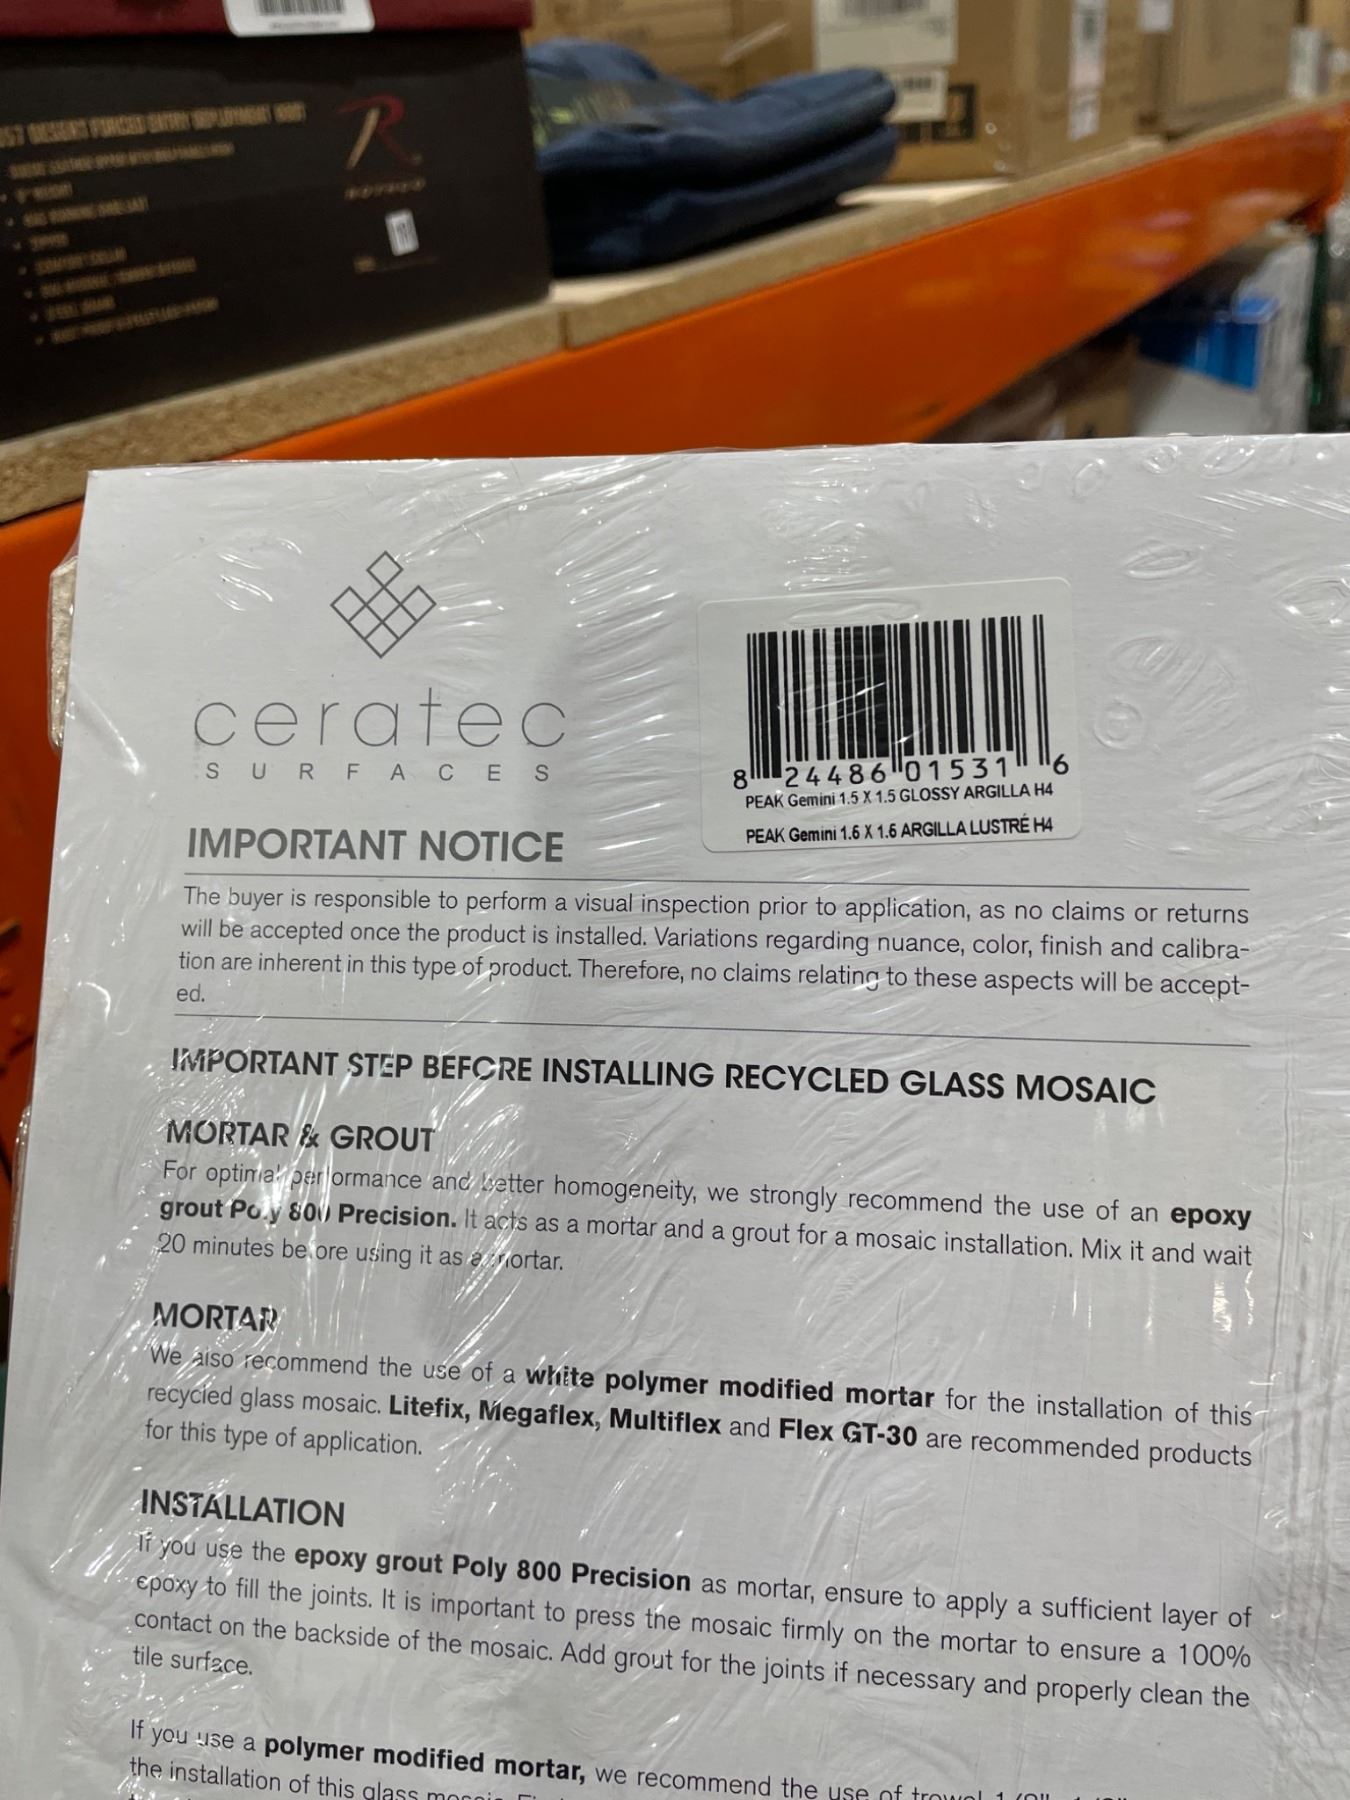 ROTHCO
ceratec
SURFACES
8 24486 01531 6
PEAK Gemini 1.5 X 1.5 GLOSSY ARGILLA H4
PEAK Gemini 1.6 X 1.6 ARGILLA LUSTRÉ H4
IMPORTANT NOTICE
The buyer is responsible to perform a visual inspection prior to application, as no claims or returns
will be accepted once the product is installed. Variations regarding nuance, color, finish and calibra-
tion are inherent in this type of product. Therefore, no claims relating to these aspects will be accept-
ed.
IMPORTANT STEP BEFORE INSTALLING RECYCLED GLASS MOSAIC
MORTAR & GROUT
For optimal performance and better homogeneity, we strongly recommend the use of an epoxy
grout Poly 800 Precision. It acts as a mortar and a grout for a mosaic installation. Mix it and wait
20 minutes before using it as a mortar.
MORTAR
We also recommend the use of a white polymer modified mortar for the installation of this
recycled glass mosaic. Litefix, Megaflex, Multiflex and Flex GT-30 are recommended products
for this type of application.
INSTALLATION
If you use the epoxy grout Poly 800 Precision as mortar, ensure to apply a sufficient layer of
epoxy to fill the joints. It is important to press the mosaic firmly on the mortar to ensure a 100%
contact on the backside of the mosaic. Add grout for the joints if necessary and properly clean the
tile surface.
If you use a polymer modified mortar, we recommend the use of trowel
the installation of this glass mosaic